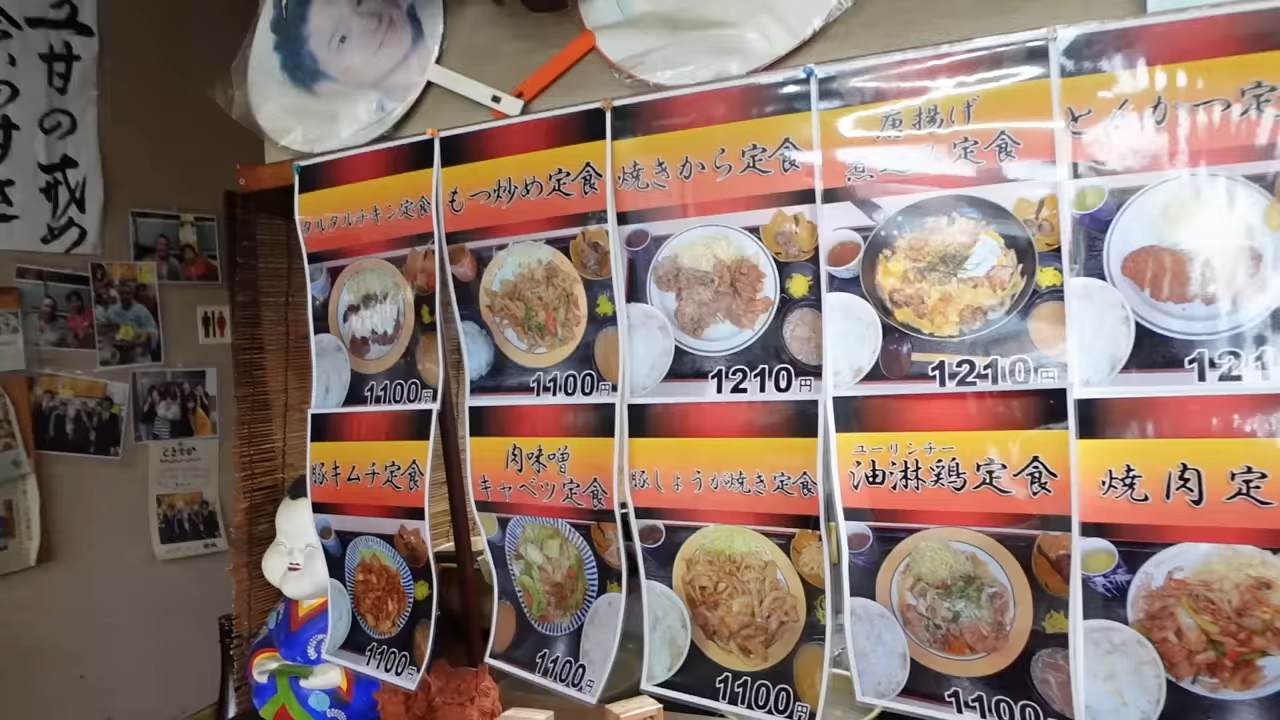 五甘の戒め
タルタルチキン定食
1100円
もつ炒め定食
1100円
焼きから定食
1210円
唐揚げ
定食
1210円
とんかつ定
121
豚キムチ定食
1100円
肉味噌
キャベツ定食
1100円
豚しょうが焼き定食
1100円
ユーリンチー
油淋鶏定食
1100
焼肉定